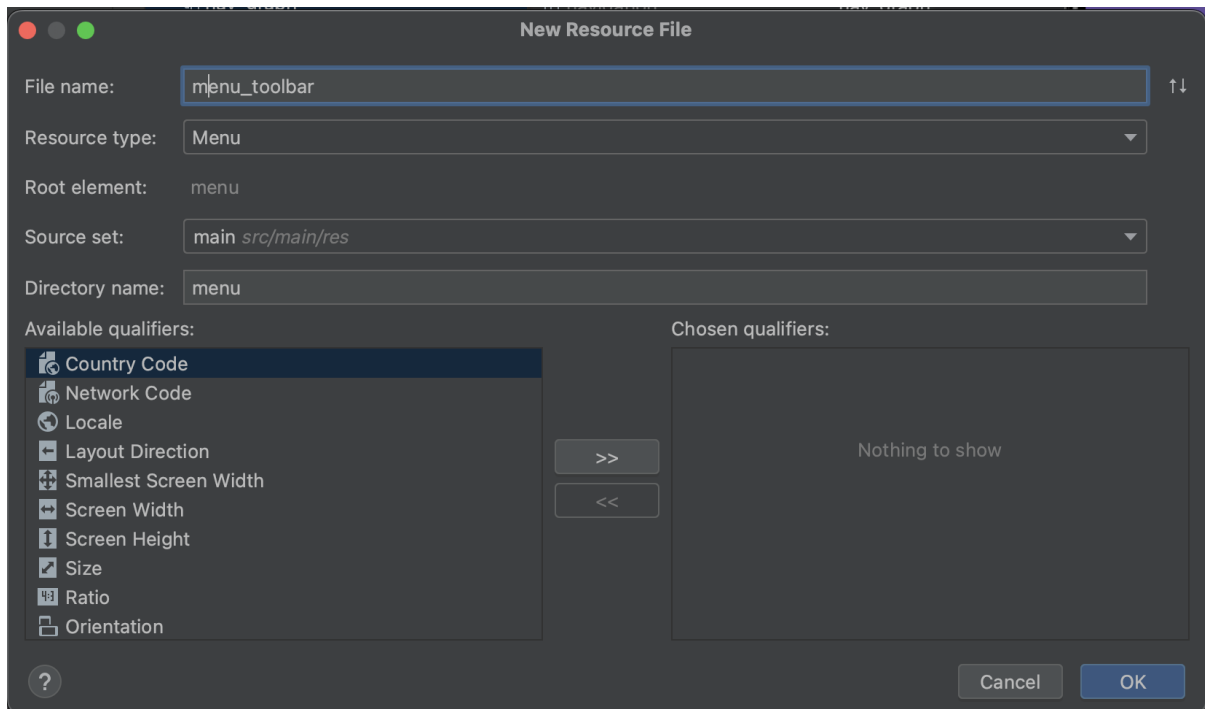 New Resource File
File name: menu_toolbar
Resource type: Menu
Root element: menu
Source set: main src/main/res
Directory name: menu
Available qualifiers:
Chosen qualifiers:
Country Code
Network Code
Locale
Layout Direction
Smallest Screen Width
Screen Width
Screen Height
Size
4:3 Ratio
Orientation
>>
<<
Nothing to show
?
Cancel
OK